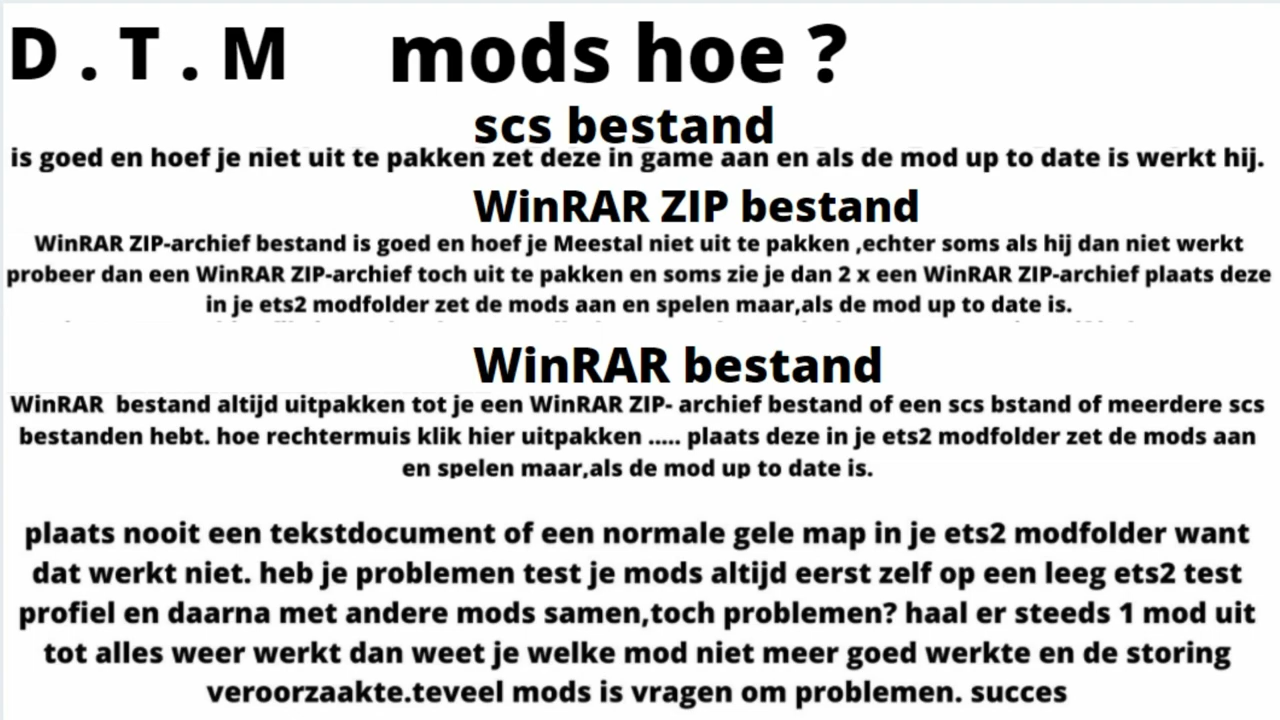 D . T . M mods hoe ?
scs bestand
is goed en hoef je niet uit te pakken zet deze in game aan en als de mod up to date is werkt hij.
WinRAR ZIP bestand
WinRAR ZIP-archief bestand is goed en hoef je Meestal niet uit te pakken ,echter soms als hij dan niet werkt
probeer dan een WinRAR ZIP-archief toch uit te pakken en soms zie je dan 2 x een WinRAR ZIP-archief plaats deze
in je ets2 modfolder zet de mods aan en spelen maar,als de mod up to date is.
WinRAR bestand
WinRAR bestand altijd uitpakken tot je een WinRAR ZIP- archief bestand of een scs bstand of meerdere scs
bestanden hebt. hoe rechtermuis klik hier uitpakken ..... plaats deze in je ets2 modfolder zet de mods aan
en spelen maar,als de mod up to date is.
plaats nooit een tekstdocument of een normale gele map in je ets2 modfolder want
dat werkt niet. heb je problemen test je mods altijd eerst zelf op een leeg ets2 test
profiel en daarna met andere mods samen,toch problemen? haal er steeds 1 mod uit
tot alles weer werkt dan weet je welke mod niet meer goed werkte en de storing
veroorzaakte.teveel mods is vragen om problemen. succes